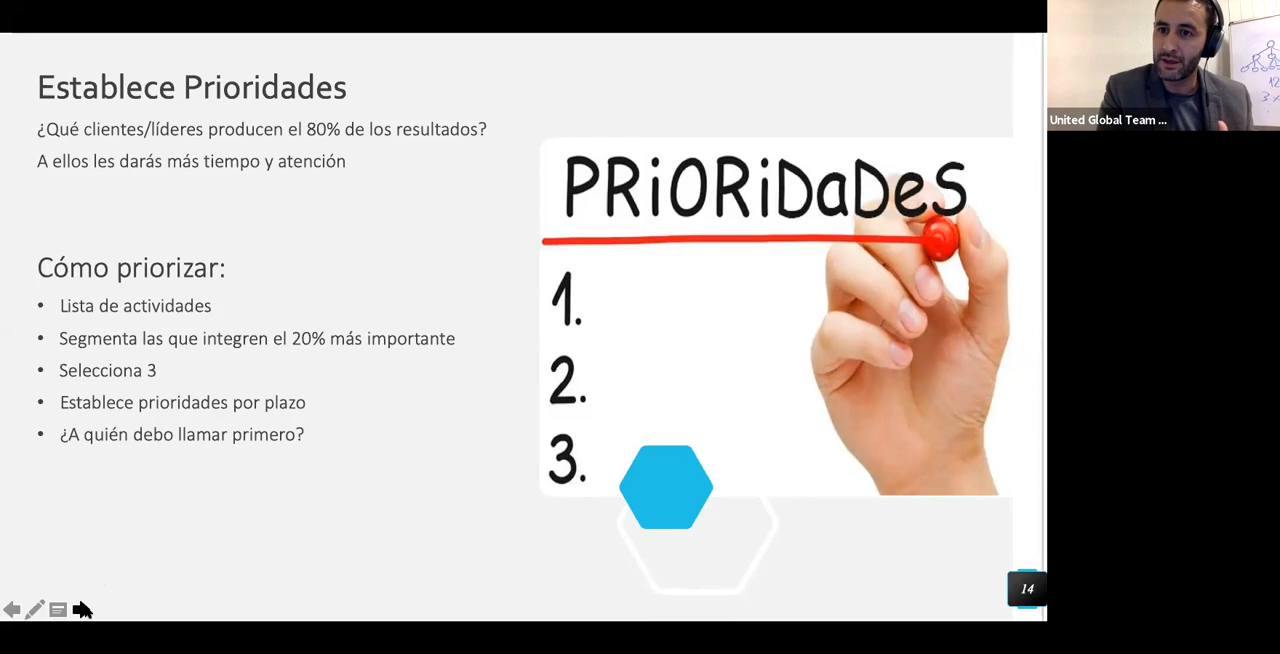 Establece Prioridades
¿Qué clientes/líderes producen el 80% de los resultados?
A ellos les darás más tiempo y atención
Cómo priorizar:
• Lista de actividades
• Segmenta las que integren el 20% más importante
• Selecciona 3
• Establece prioridades por plazo
• ¿A quién debo llamar primero?
PRiORiDaDeS
1.
2.
3.
14
United Global Team ...